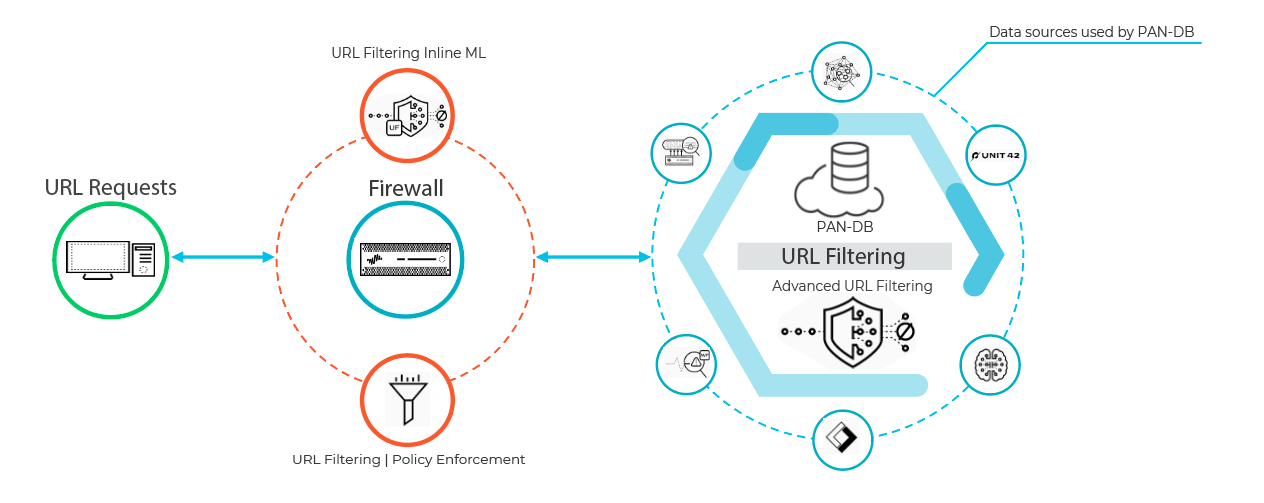 Data sources used by PAN-DB
URL Filtering Inline ML
UF
UNIT 42
URL Requests
Firewall
PAN-DB
URL Filtering
Advanced URL Filtering
WF
URL Filtering | Policy Enforcement